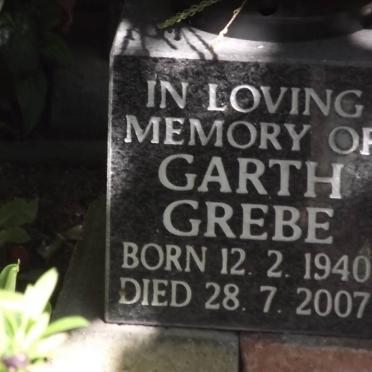 IN LOVING
MEMORY OF
GARTH
GREBE
BORN 12. 2. 1940
DIED 28. 7. 2007